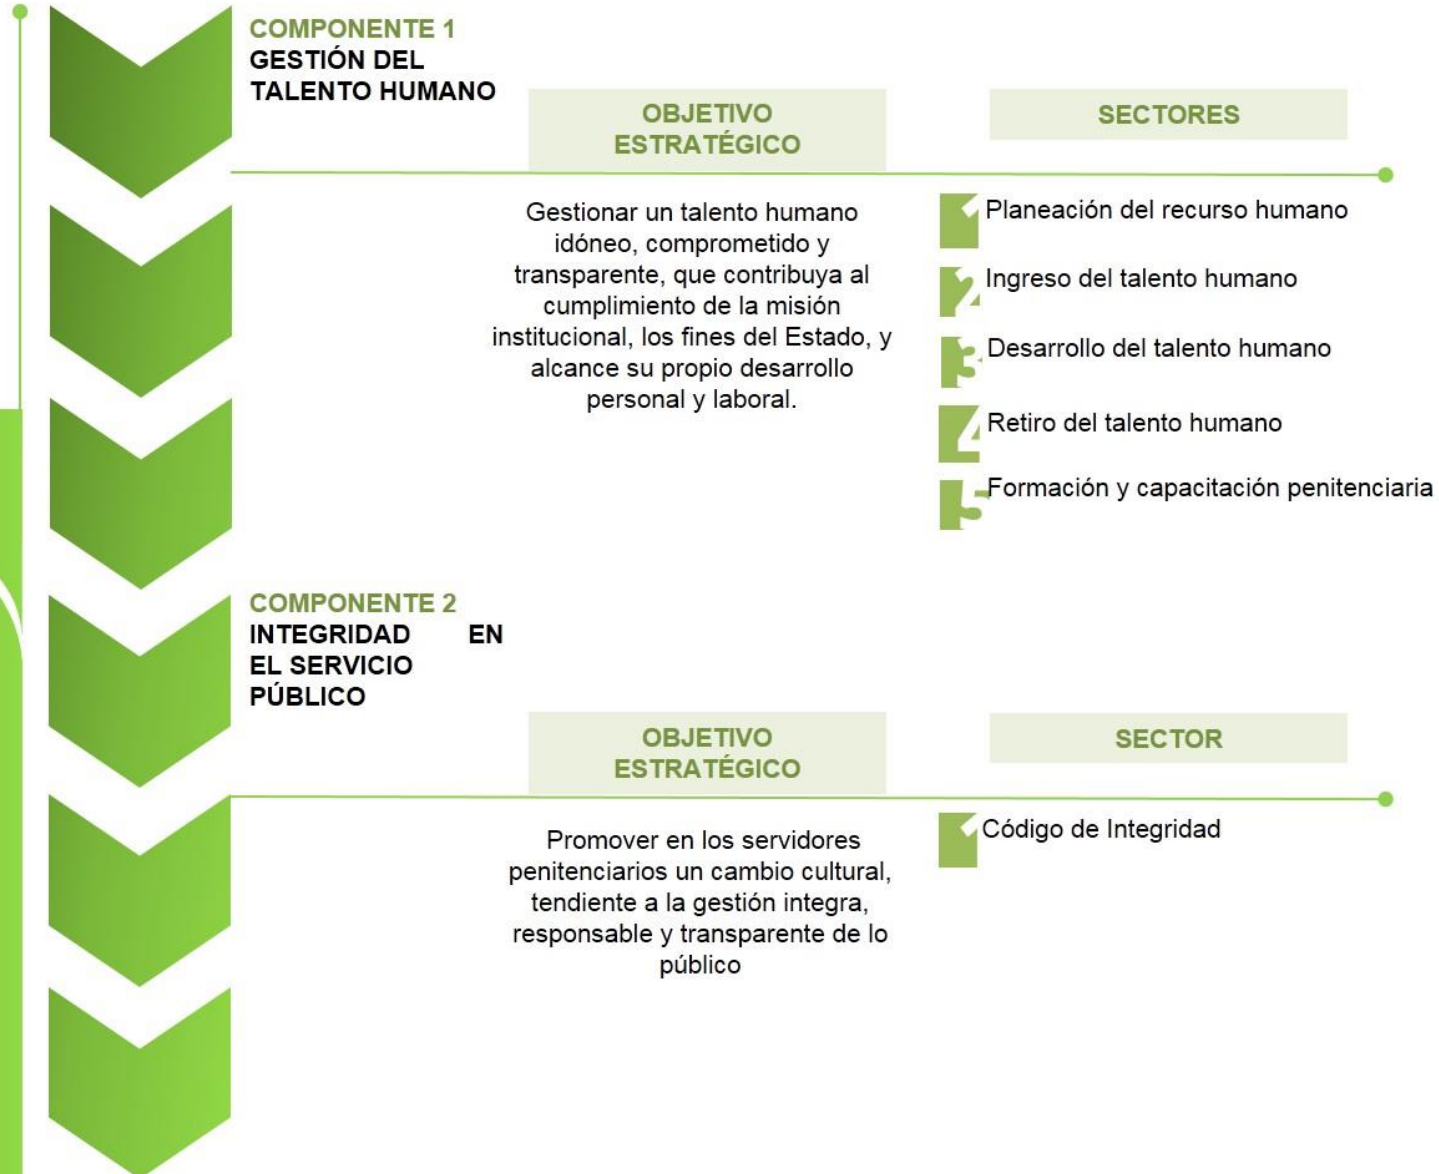 COMPONENTE 1
GESTIÓN DEL
TALENTO HUMANO
OBJETIVO
ESTRATÉGICO
SECTORES
Gestionar un talento humano
idóneo, comprometido y
transparente, que contribuya al
cumplimiento de la misión
institucional, los fines del Estado, y
alcance su propio desarrollo
personal y laboral.
1 Planeación del recurso humano
2 Ingreso del talento humano
3 Desarrollo del talento humano
4 Retiro del talento humano
5 Formación y capacitación penitenciaria
COMPONENTE 2
INTEGRIDAD EN
EL SERVICIO
PÚBLICO
OBJETIVO
ESTRATÉGICO
SECTOR
Promover en los servidores
penitenciarios un cambio cultural,
tendiente a la gestión integra,
responsable y transparente de lo
público
1 Código de Integridad